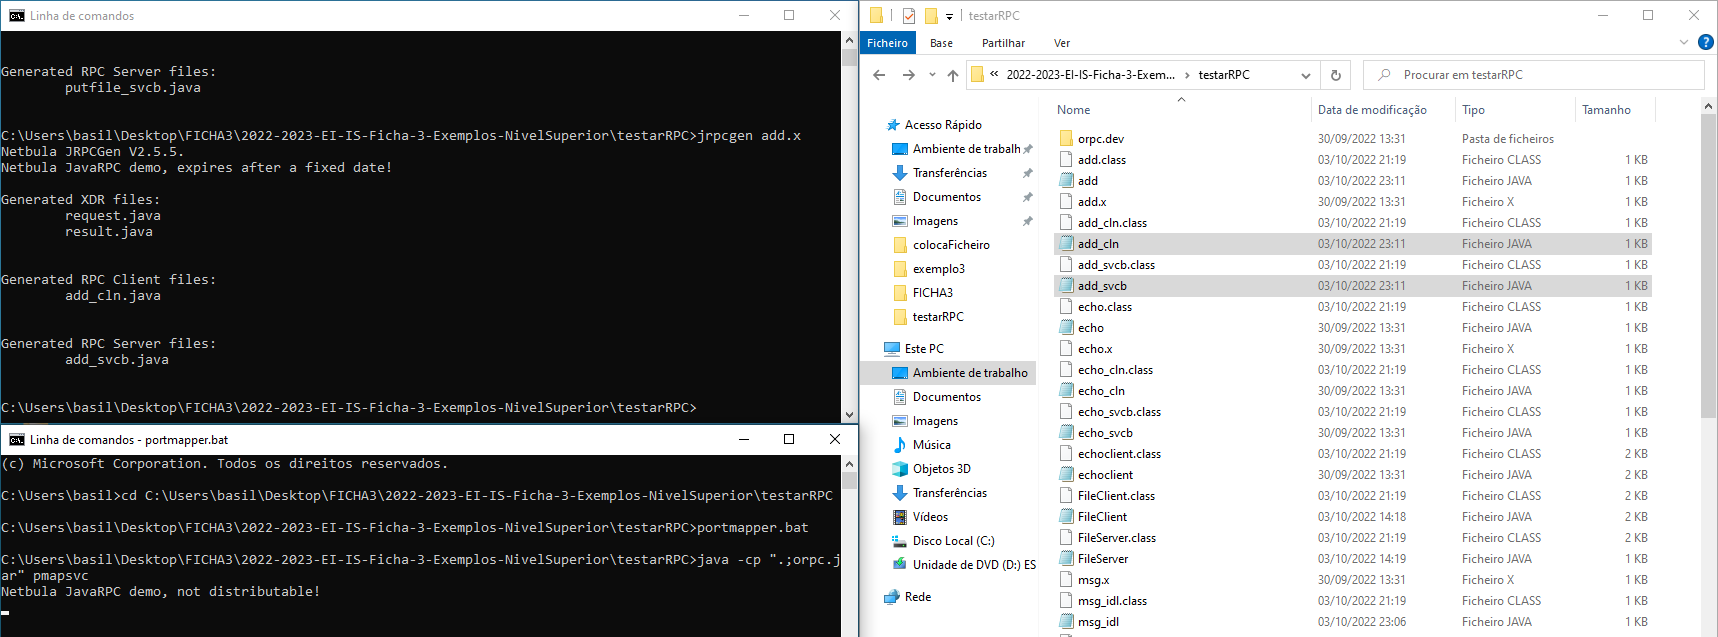 Linha de comandos
Generated RPC Server files:
putfile_svcb.java
C:\Users\basil\Desktop\FICHA3\2022-2023-EI-IS-Ficha-3-Exemplos-NivelSuperior\testarRPC>jrpcgen add.x
Netbula JRPCGen V2.5.5.
Netbula JavaRPC demo, expires after a fixed date!
Generated XDR files:
request.java
result.java
Generated RPC Client files:
add_cln.java
Generated RPC Server files:
add_svcb.java
C:\Users\basil\Desktop\FICHA3\2022-2023-EI-IS-Ficha-3-Exemplos-NivelSuperior\testarRPC>
Linha de comandos - portmapper.bat
(c) Microsoft Corporation. Todos os direitos reservados.
C:\Users\basil>cd C:\Users\basil\Desktop\FICHA3\2022-2023-EI-IS-Ficha-3-Exemplos-NivelSuperior\testarRPC
C:\Users\basil\Desktop\FICHA3\2022-2023-EI-IS-Ficha-3-Exemplos-NivelSuperior\testarRPC>portmapper.bat
C:\Users\basil\Desktop\FICHA3\2022-2023-EI-IS-Ficha-3-Exemplos-NivelSuperior\testarRPC>java -cp ".;orpc.j
ar" pmapsvc
Netbula JavaRPC demo, not distributable!
testarRPC
Ficheiro Base Partilhar Ver
« 2022-2023-EI-IS-Ficha-3-Exem... › testarRPC
Procurar em testarRPC
Acesso Rápido
Ambiente de trabalh
Transferências
Documentos
Imagens
colocaFicheiro
exemplo3
FICHA3
testarRPC
Este PC
Ambiente de trabalho
Documentos
Imagens
Música
Objetos 3D
Transferências
Vídeos
Disco Local (C:)
Unidade de DVD (D:) ES
Rede
Nome Data de modificação Tipo Tamanho
orpc.dev 30/09/2022 13:31 Pasta de ficheiros
add.class 03/10/2022 21:19 Ficheiro CLASS 1 KB
add 03/10/2022 23:11 Ficheiro JAVA 1 KB
add.x 30/09/2022 13:31 Ficheiro X 1 KB
add_cln.class 03/10/2022 21:19 Ficheiro CLASS 1 KB
add_cln 03/10/2022 23:11 Ficheiro JAVA 1 KB
add_svcb.class 03/10/2022 21:19 Ficheiro CLASS 1 KB
add_svcb 03/10/2022 23:11 Ficheiro JAVA 1 KB
echo.class 03/10/2022 21:19 Ficheiro CLASS 1 KB
echo 30/09/2022 13:31 Ficheiro JAVA 1 KB
echo.x 30/09/2022 13:31 Ficheiro X 1 KB
echo_cln.class 03/10/2022 21:19 Ficheiro CLASS 1 KB
echo_cln 30/09/2022 13:31 Ficheiro JAVA 1 KB
echo_svcb.class 03/10/2022 21:19 Ficheiro CLASS 1 KB
echo_svcb 30/09/2022 13:31 Ficheiro JAVA 1 KB
echoclient.class 03/10/2022 21:19 Ficheiro CLASS 2 KB
echoclient 30/09/2022 13:31 Ficheiro JAVA 2 KB
FileClient.class 03/10/2022 21:19 Ficheiro CLASS 2 KB
FileClient 03/10/2022 14:18 Ficheiro JAVA 2 KB
FileServer.class 03/10/2022 21:19 Ficheiro CLASS 2 KB
FileServer 03/10/2022 14:19 Ficheiro JAVA 1 KB
msg.x 30/09/2022 13:31 Ficheiro X 1 KB
msg_idl.class 03/10/2022 21:19 Ficheiro CLASS 1 KB
msg_idl 03/10/2022 23:06 Ficheiro JAVA 1 KB